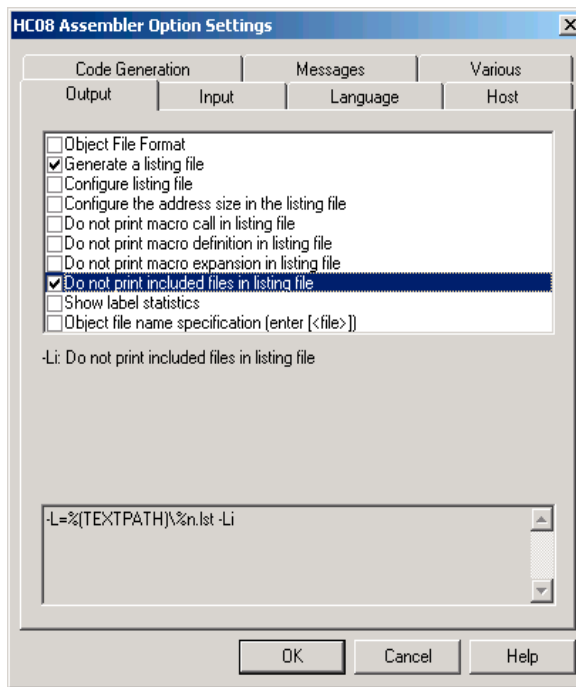 HC08 Assembler Option Settings
Code Generation Messages Various
Output Input Language Host
Object File Format
Generate a listing file
Configure listing file
Configure the address size in the listing file
Do not print macro call in listing file
Do not print macro definition in listing file
Do not print macro expansion in listing file
Do not print included files in listing file
Show label statistics
Object file name specification (enter [<file>])
-Li: Do not print included files in listing file
-L=%(TEXTPATH)\%n.lst -Li
OK Cancel Help